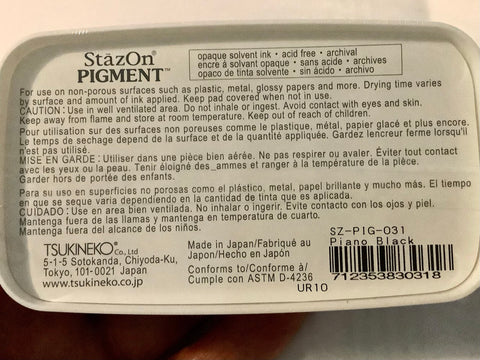 StāzOn®
PIGMENT™
opaque solvent ink • acid free • archival
encre à solvant opaque • sans acide • archives
opaco de tinta solvente • sin ácido • archivo
For use on non-porous surfaces such as plastic, metal, glossy papers and more. Drying time varies
by surface and amount of ink applied. Keep pad covered when not in use.
CAUTION: Use in well ventilated area. Do not inhale or ingest. Avoid contact with eyes and skin.
Keep away from flame and store at room temperature. Keep out of reach of children.
Pour utilisation sur des surfaces non poreuses comme le plastique, métal, papier glacé et plus encore.
Le temps de sechage depend de la surface et de la quantité appliquée. Gardez lencreur ferme lorsqu'il
n'est pas utilisé.
MISE EN GARDE: Utiliser dans une pièce bien aérée. Ne pas respirer ou avaler. Éviter tout contact
avec les yeux ou la peau. Tenir éloigné des_ammes et ranger à température de la pièce.
Garder hors de portée des enfants.
Para su uso en superficies no porosas como el plástico, metal, papel brillante y mucho más. El tiempo
en que se seque varia dependiendo en la cantidad de tinta que es aplicada.
CUIDADO: Use en area bien ventilada. No inhalar o ingerir. Evite contacto con los ojos y piel.
Mantenga fuera de las llamas y mantenga en temperatura de cuarto.
Mantenga fuera del alcance de los niños.
TSUKINEKO® Co., Ltd
5-1-5 Sotokanda, Chiyoda-Ku,
Tokyo, 101-0021 Japan
www.tsukineko.co.jp
Made in Japan/Fabriqué au
Japon/Hecho en Japón
Conforms to/Conforme à/
Cumple con ASTM D-4236
UR10
SZ-PIG-031
Piano Black
712353830318